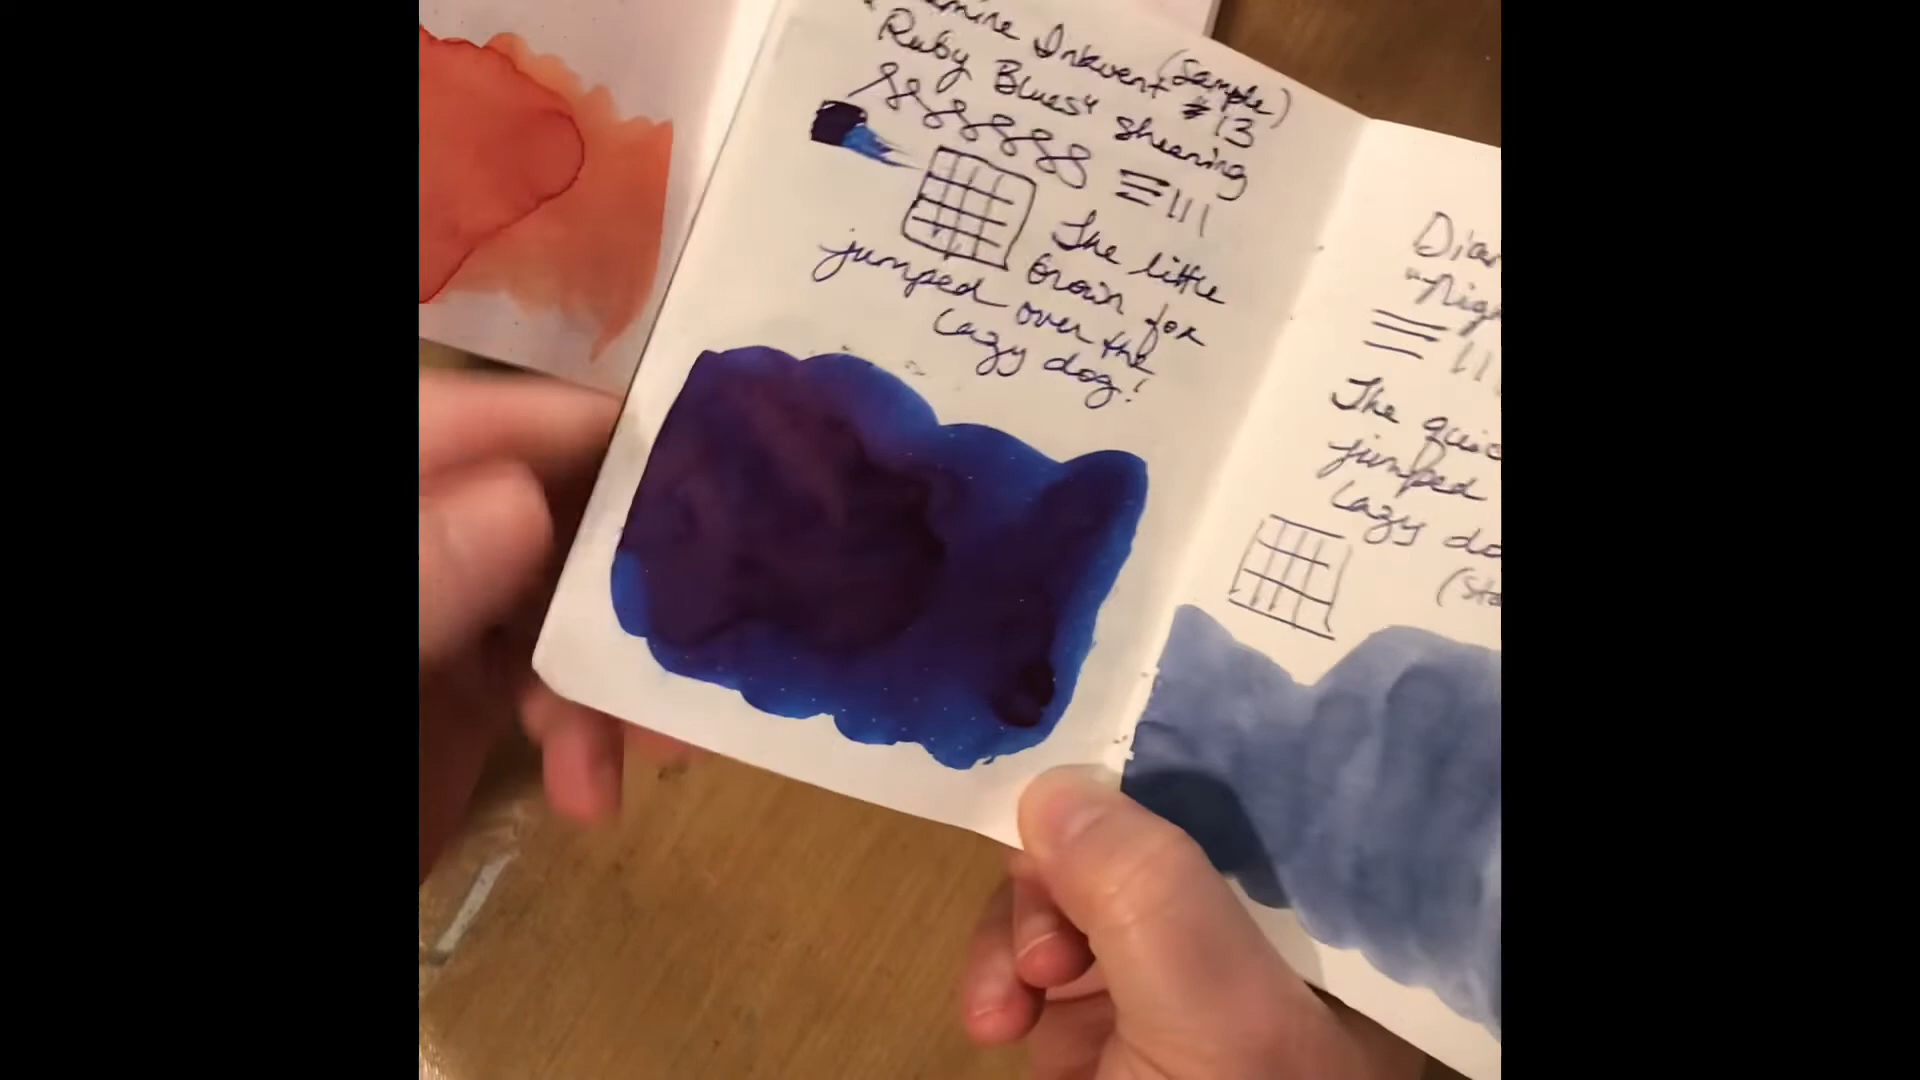 Inkvent (Sample)
Ruby Blues" #13
sheening
The little
brown fox
jumped over the
lazy dog!
The quic
jumped
lazy do